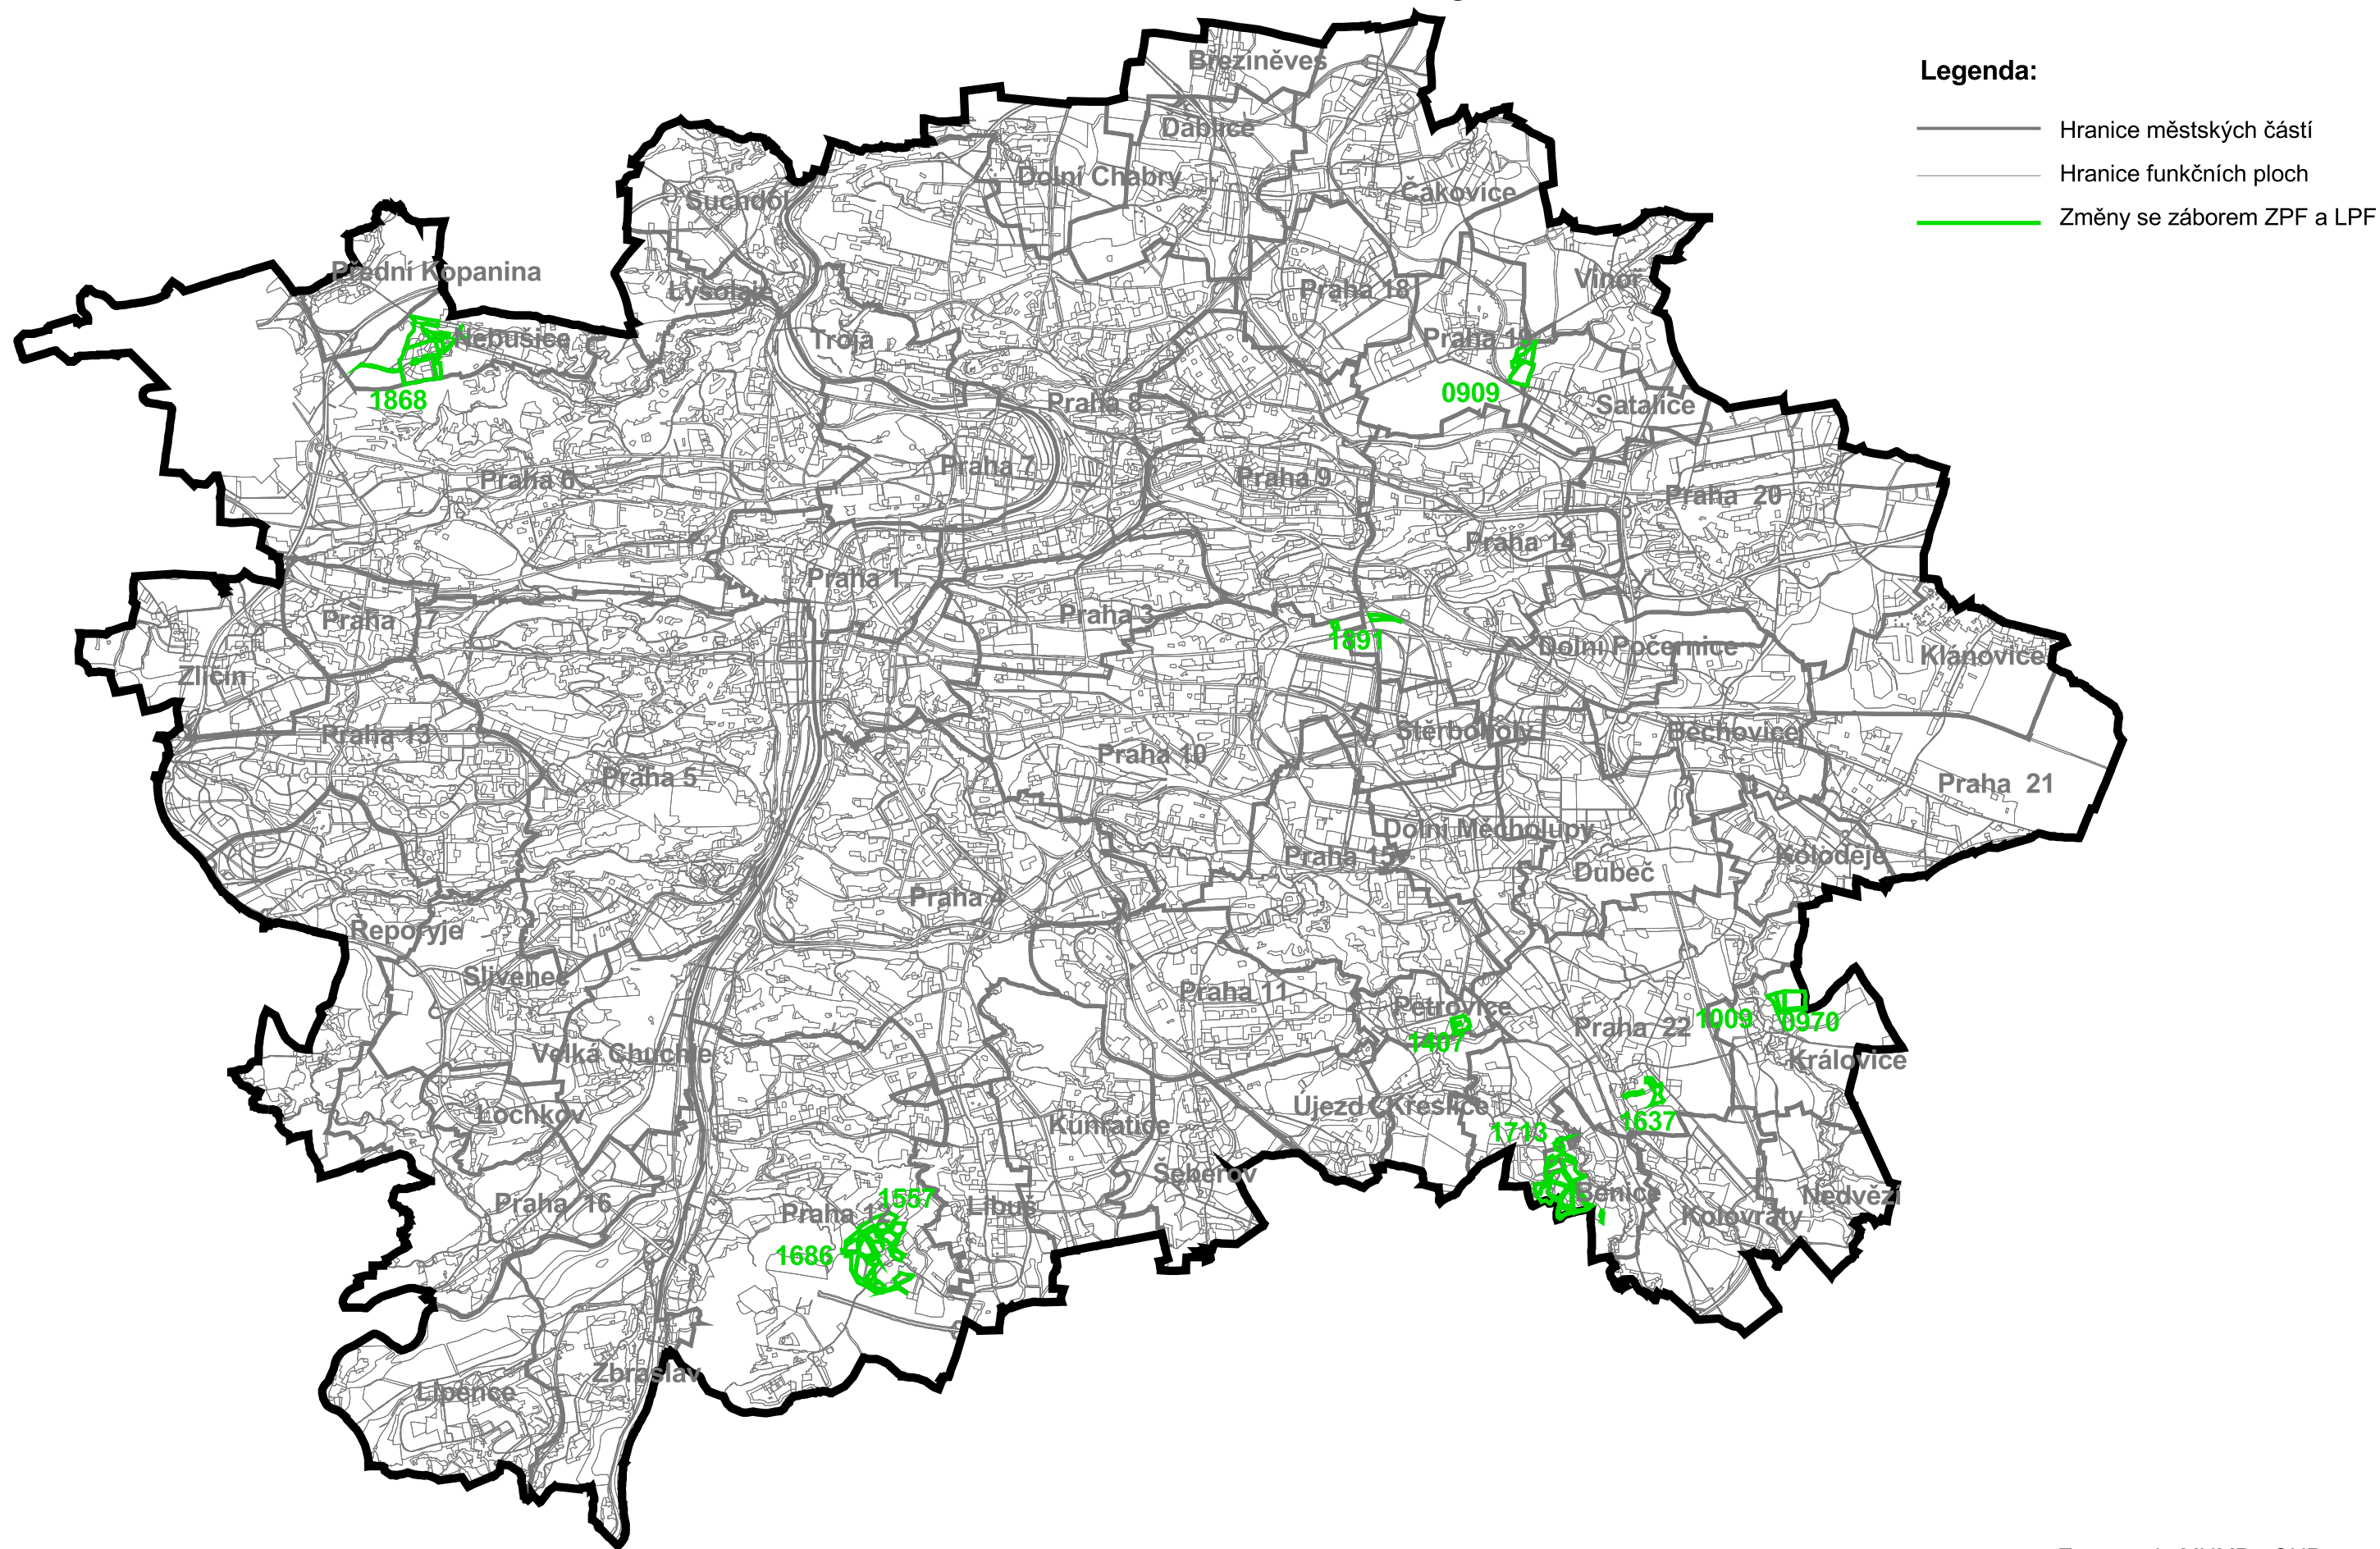 Legenda:
Hranice městských částí
Hranice funkčních ploch
Změny se záborem ZPF a LPF
Březiněves
Ďáblice
Dolní Chabry
Čakovice
Suchdol
Přední Kopanina
Lysolaje
Praha 18
Vinoř
Nebušice
Troja
Praha 19
1868
0909
Praha 8
Satalice
Praha 6
Praha 7
Praha 9
Praha 20
Praha 14
Praha 1
Praha 3
Praha 17
1891
Dolní Počernice
Klánovice
Zličín
Praha 13
Štěrboholy
Běchovice
Praha 5
Praha 10
Praha 21
Dolní Měcholupy
Praha 15
Koloděje
Dubeč
Praha 4
Řeporyje
Slivenec
Praha 11
Petrovice
1009
0970
Praha 22
1407
Velká Chuchle
Královice
Lochkov
Újezd
Křeslice
1637
Kunratice
1713
Šeberov
Praha 16
1557
Benice
Nedvězí
Praha 12
Libuš
Kolovraty
1686
Zbraslav
Lipence